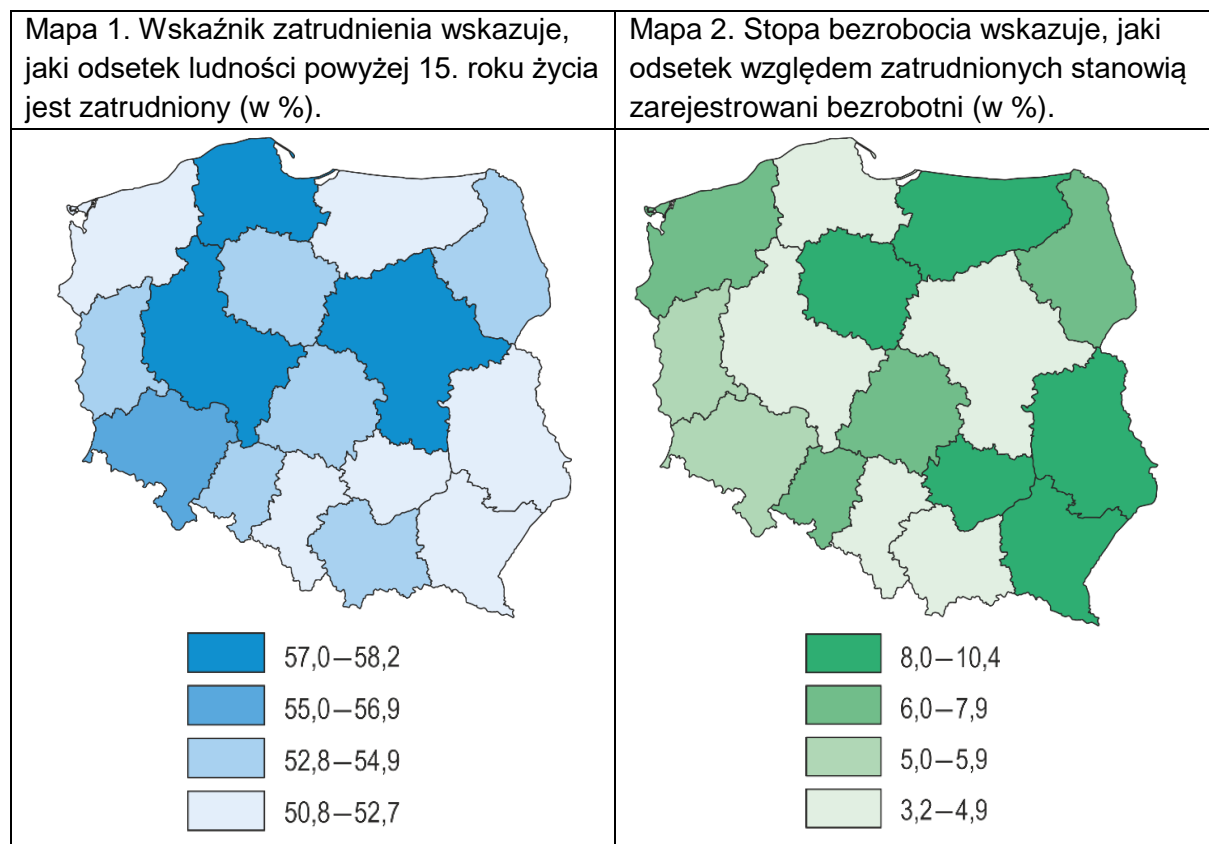 Mapa 1. Wskaźnik zatrudnienia wskazuje,
jaki odsetek ludności powyżej 15. roku życia
jest zatrudniony (w %).
Mapa 2. Stopa bezrobocia wskazuje, jaki
odsetek względem zatrudnionych stanowią
zarejestrowani bezrobotni (w %).
57,0—58,2
55,0—56,9
52,8—54,9
50,8—52,7
8,0—10,4
6,0—7,9
5,0—5,9
3,2—4,9